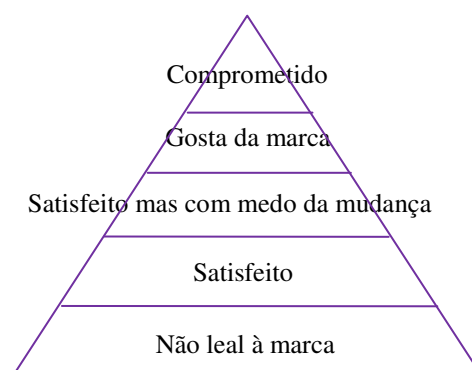 Comprometido
Gosta da marca
Satisfeito mas com medo da mudança
Satisfeito
Não leal à marca